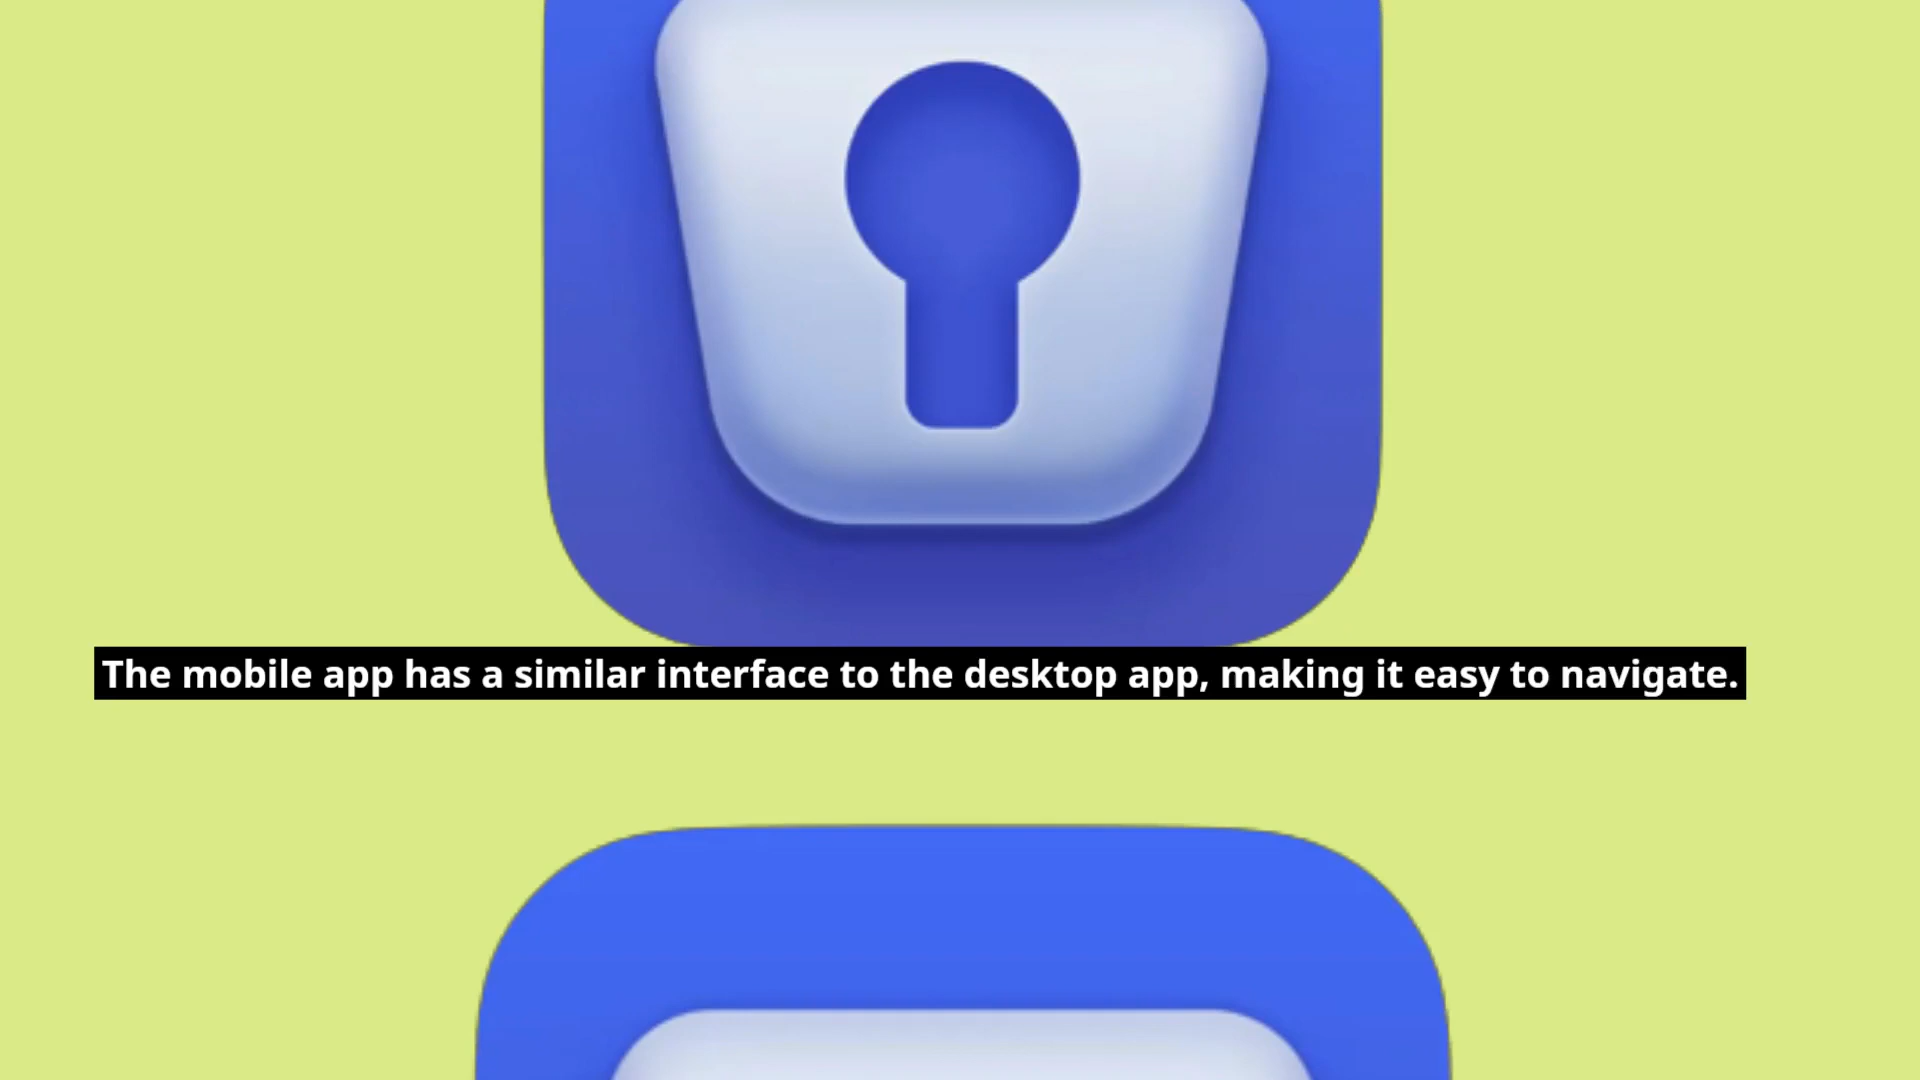 The mobile app has a similar interface to the desktop app, making it easy to navigate.